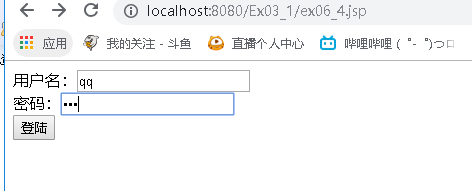 localhost:8080/Ex03_1/ex06_4.jsp
应用 我的关注 - 斗鱼 直播个人中心 哔哩哔哩 ( ゜- ゜)つロ
用户名: qq
密码: •••
登陆